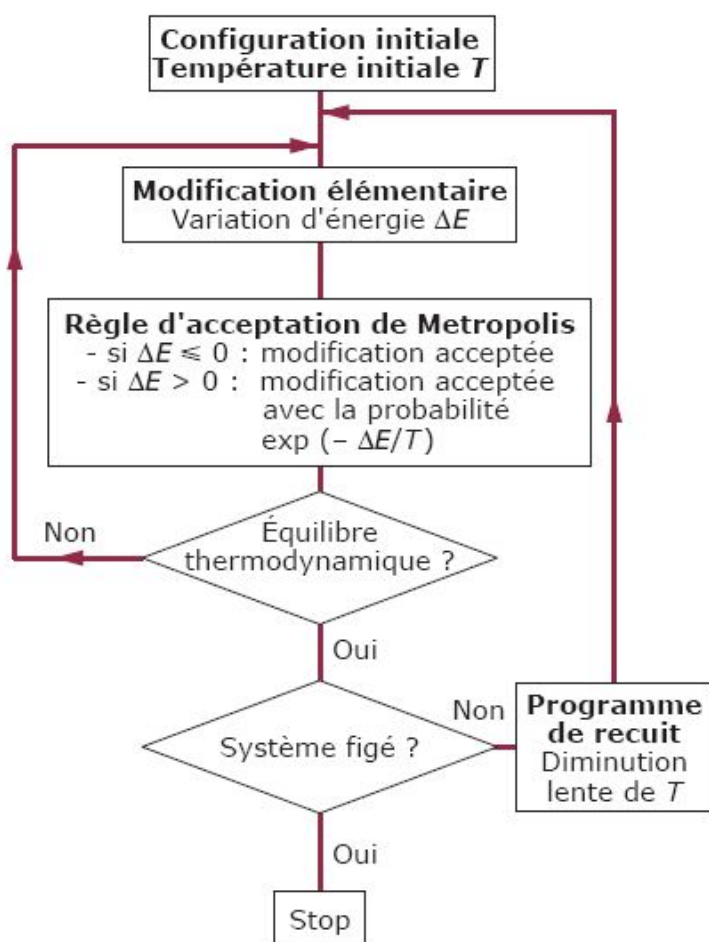 Configuration initiale
Température initiale T
Modification élémentaire
Variation d'énergie ΔE
Règle d'acceptation de Metropolis
- si ΔE ⩽ 0 : modification acceptée
- si ΔE > 0 : modification acceptée
avec la probabilité
exp (– ΔE/T)
Non
Équilibre
thermodynamique ?
Oui
Système figé ?
Non
Programme
de recuit
Diminution
lente de T
Oui
Stop